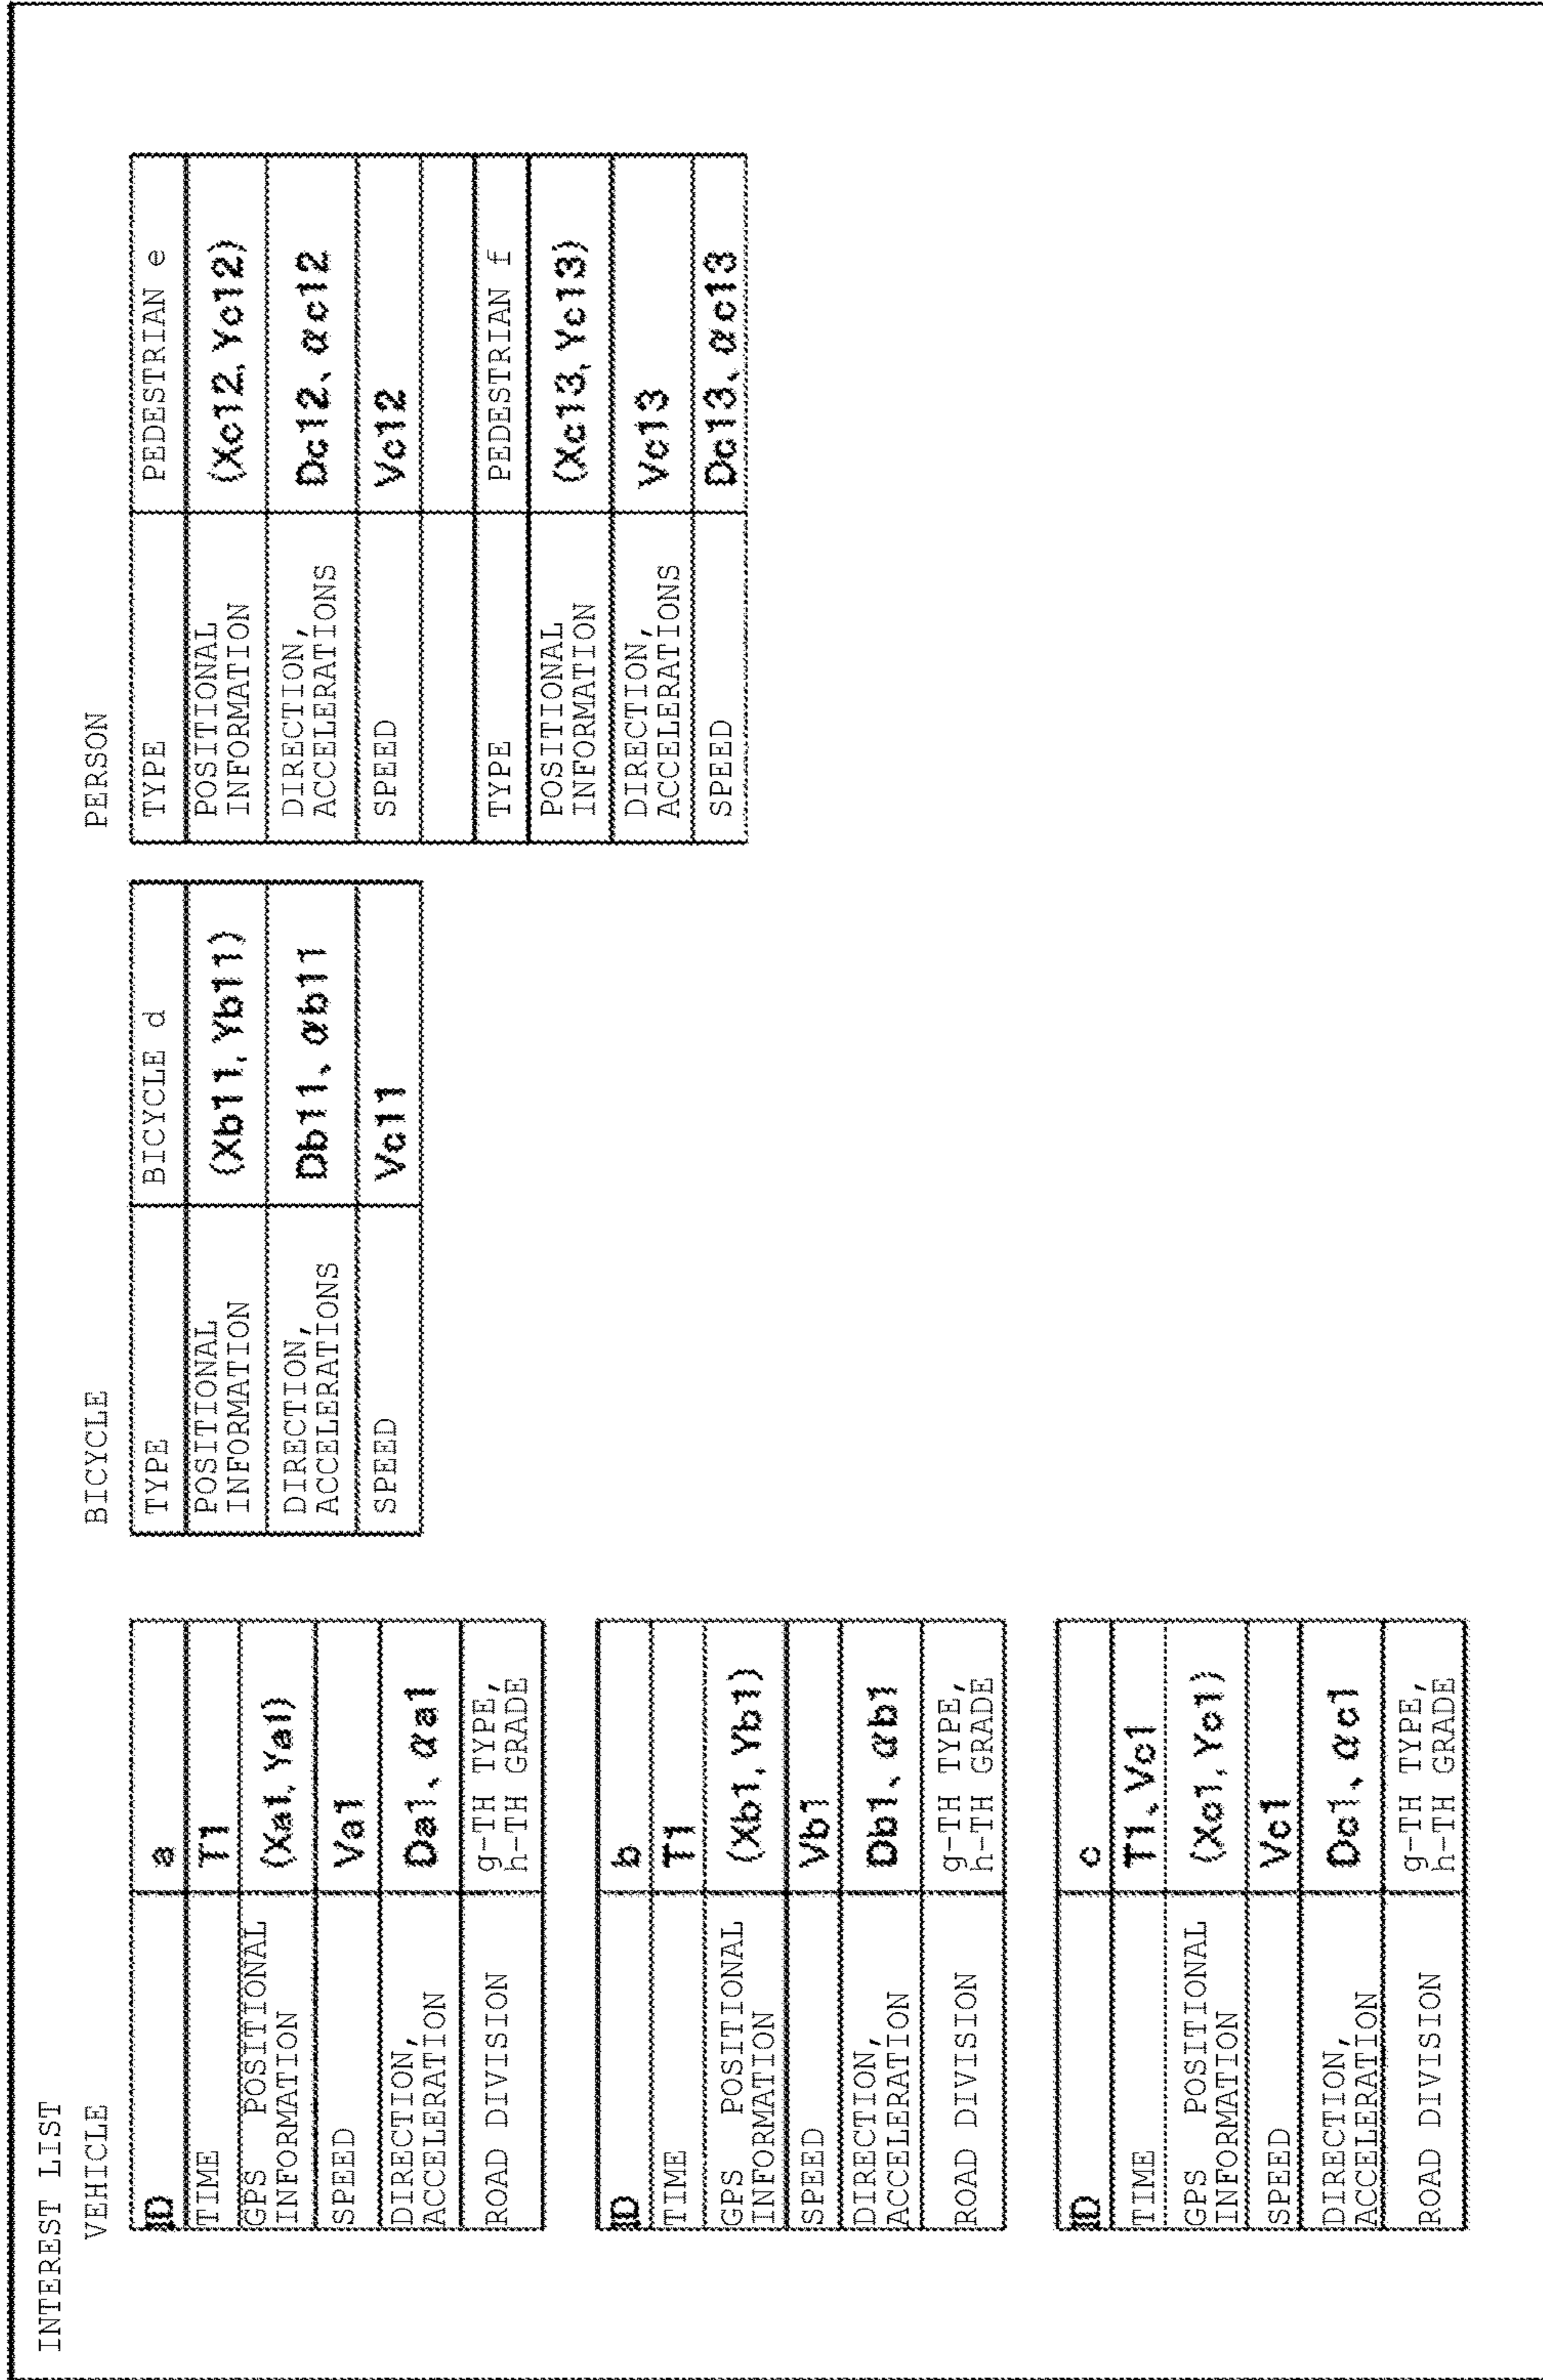 INTEREST LIST
VEHICLE
ID a
TIME T1
GPS POSITIONAL
INFORMATION (Xa1, Ya1)
SPEED Va1
DIRECTION,
ACCELERATION Da1、αa1
ROAD DIVISION g-TH TYPE,
h-TH GRADE
ID b
TIME T1
GPS POSITIONAL
INFORMATION (Xb1, Yb1)
SPEED Vb1
DIRECTION,
ACCELERATION Db1、αb1
ROAD DIVISION g-TH TYPE,
h-TH GRADE
ID c
TIME T1、Vc1
GPS POSITIONAL
INFORMATION (Xc1, Yc1)
SPEED Vc1
DIRECTION,
ACCELERATION Dc1、αc1
ROAD DIVISION g-TH TYPE,
h-TH GRADE
BICYCLE
TYPE BICYCLE d
POSITIONAL
INFORMATION (Xb11, Yb11)
DIRECTION,
ACCELERATIONS Db11、αb11
SPEED Vc11
PERSON
TYPE PEDESTRIAN e
POSITIONAL
INFORMATION (Xc12, Yc12)
DIRECTION,
ACCELERATIONS Dc12、αc12
SPEED Vc12
TYPE PEDESTRIAN f
POSITIONAL
INFORMATION (Xc13, Yc13)
DIRECTION,
ACCELERATIONS Vc13
SPEED Dc13、αc13